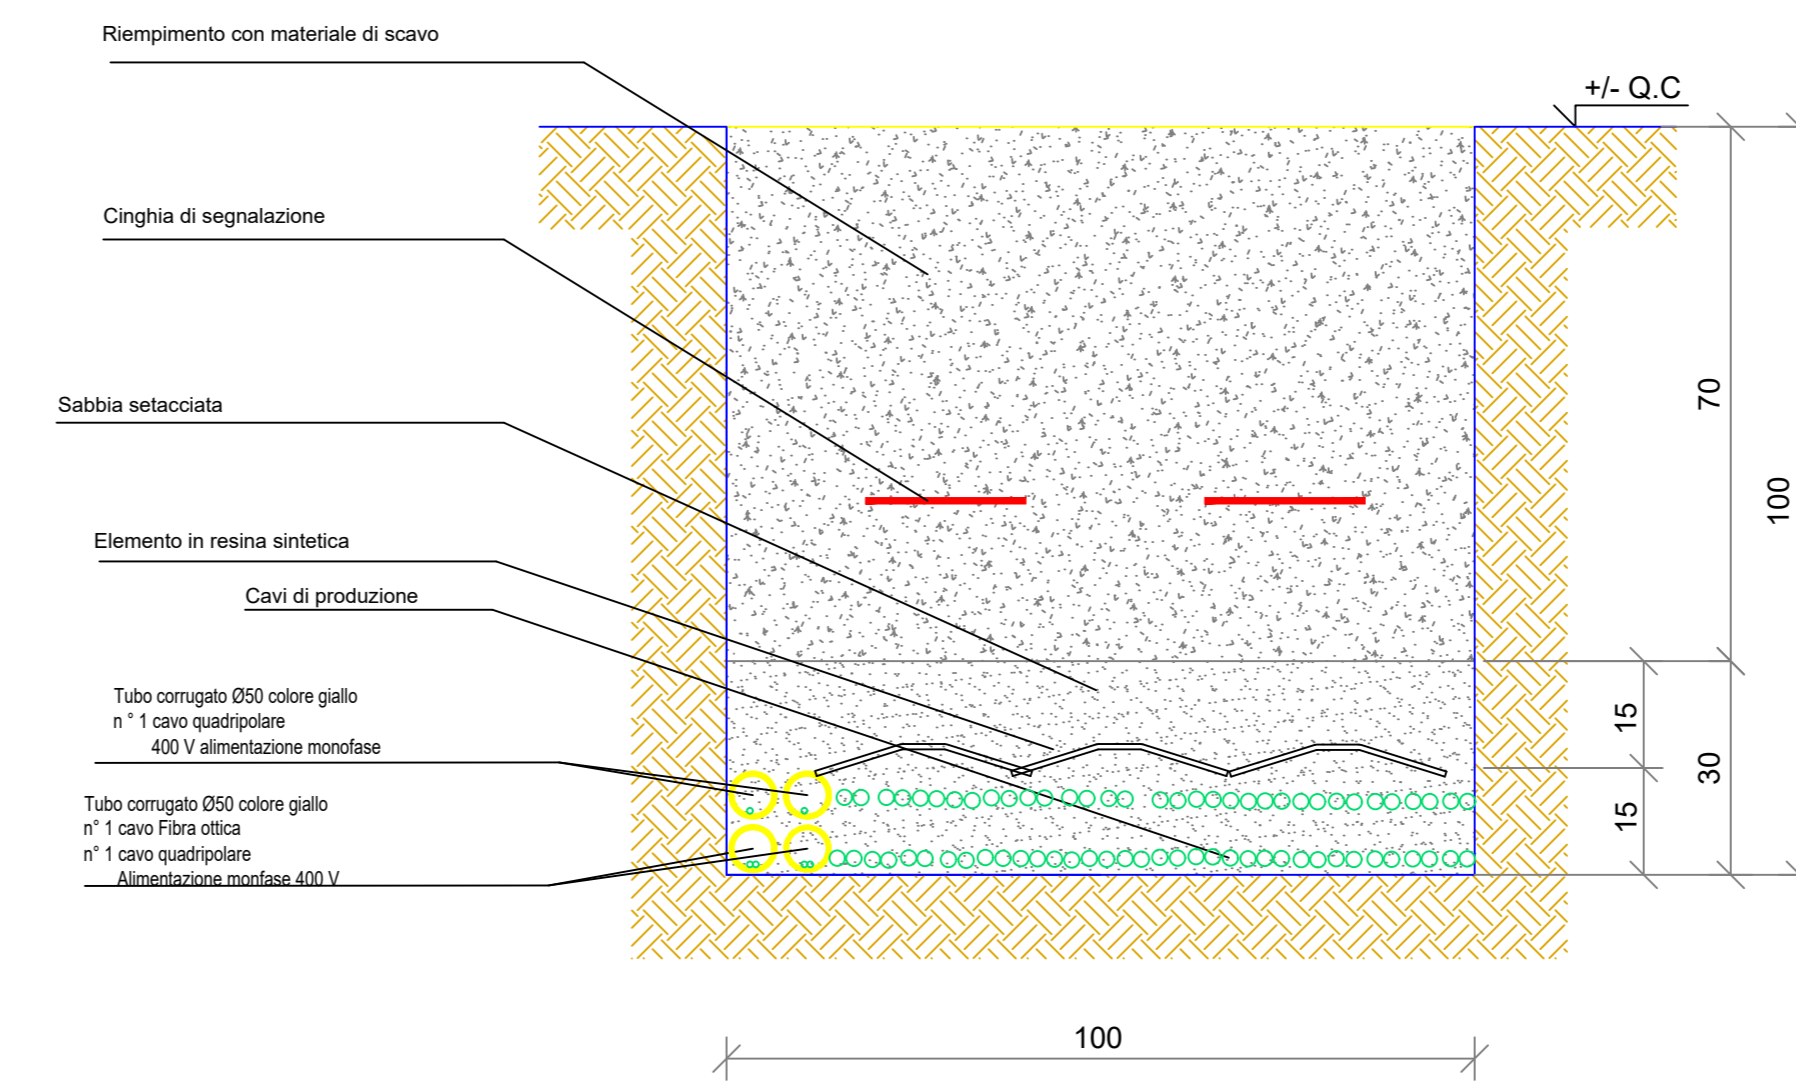 Riempimento con materiale di scavo
+/- Q.C
Cinghia di segnalazione
Sabbia setacciata
70
100
Elemento in resina sintetica
Cavi di produzione
Tubo corrugato Ø50 colore giallo
n ° 1 cavo quadripolare
400 V alimentazione monofase
15
30
15
Tubo corrugato Ø50 colore giallo
n° 1 cavo Fibra ottica
n° 1 cavo quadripolare
Alimentazione monfase 400 V
100